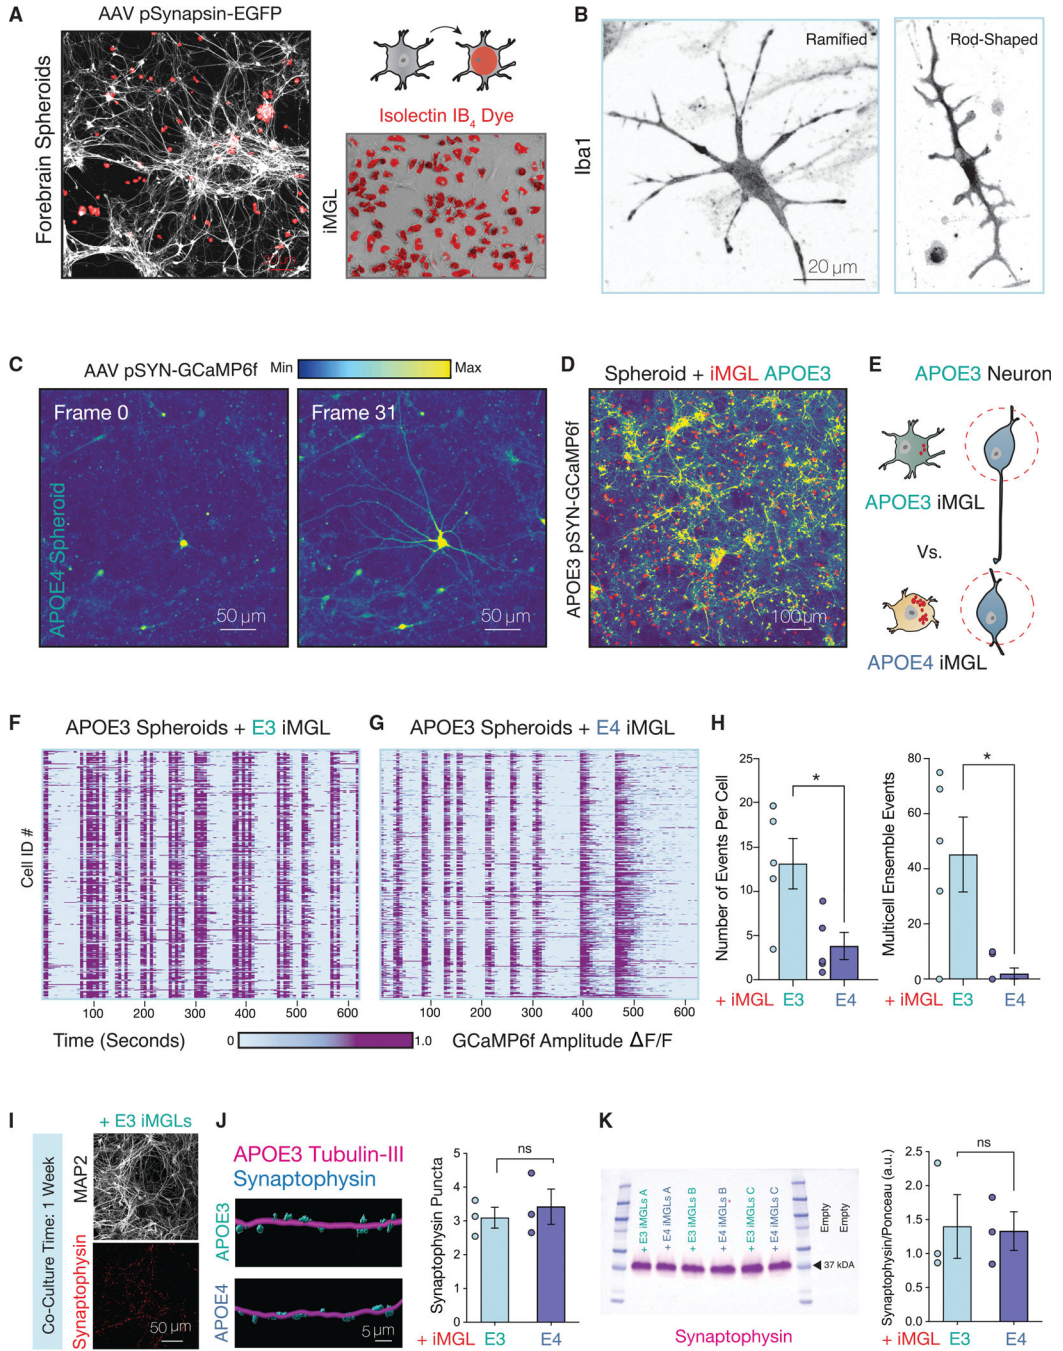 A
AAV pSynapsin-EGFP
Forebrain Spheroids
Isolectin IB4 Dye
iMGL
B
Iba1
Ramified
20 µm
Rod-Shaped
C
AAV pSYN-GCaMP6f
Min
Max
APOE4 Spheroid
Frame 0
50 µm
Frame 31
50 µm
D
Spheroid + iMGL APOE3
APOE3 pSYN-GCaMP6f
100 µm
E
APOE3 Neuron
APOE3 iMGL
Vs.
APOE4 iMGL
F
APOE3 Spheroids + E3 iMGL
Cell ID #
100 200 300 400 500 600
Time (Seconds)
G
APOE3 Spheroids + E4 iMGL
100 200 300 400 500 600
0
1.0
GCaMP6f Amplitude ΔF/F
H
Number of Events Per Cell
25
20
15
10
5
0
*
+ iMGL E3 E4
Multicell Ensemble Events
80
60
40
20
0
*
+ iMGL E3 E4
I
Co-Culture Time: 1 Week
+ E3 iMGLs
MAP2
Synaptophysin
50 µm
J
APOE3 Tubulin-III
Synaptophysin
APOE3
APOE4
5 µm
Synaptophysin Puncta
5
4
3
2
1
0
ns
+ iMGL E3 E4
K
+ E3 iMGLs A
+ E4 iMGLs A
+ E3 iMGLs B
+ E4 iMGLs B
+ E3 iMGLs C
+ E4 iMGLs C
Empty
Empty
37 kDA
Synaptophysin
Synaptophysin/Ponceau (a.u.)
2.5
2.0
1.5
1.0
0.5
0.0
ns
+ iMGL E3 E4